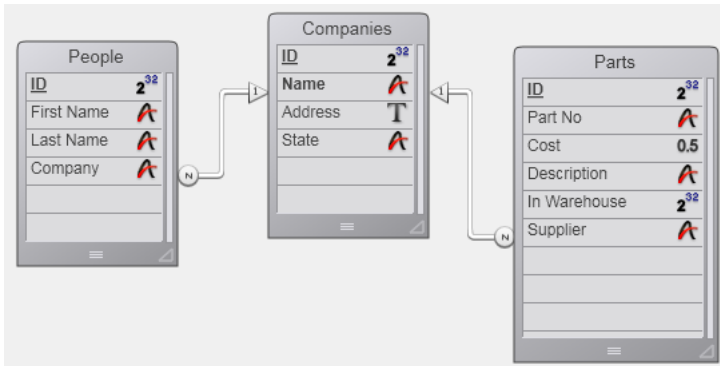 People
ID 2³²
First Name A
Last Name A
Company A
N
1
Companies
ID 2³²
Name A
Address T
State A
1
N
Parts
ID 2³²
Part No A
Cost 0.5
Description A
In Warehouse 2³²
Supplier A